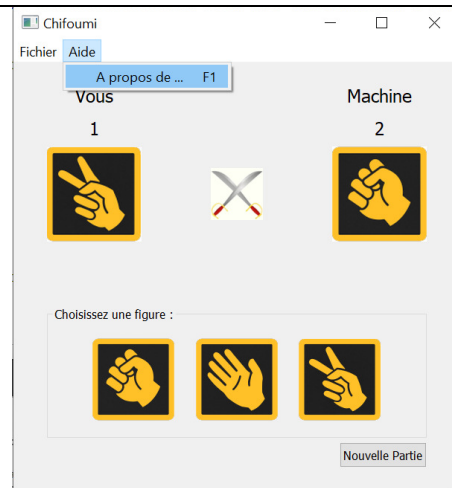 Chifoumi
Fichier Aide
A propos de ... F1
Vous Machine
1 2
Choisissez une figure :
Nouvelle Partie